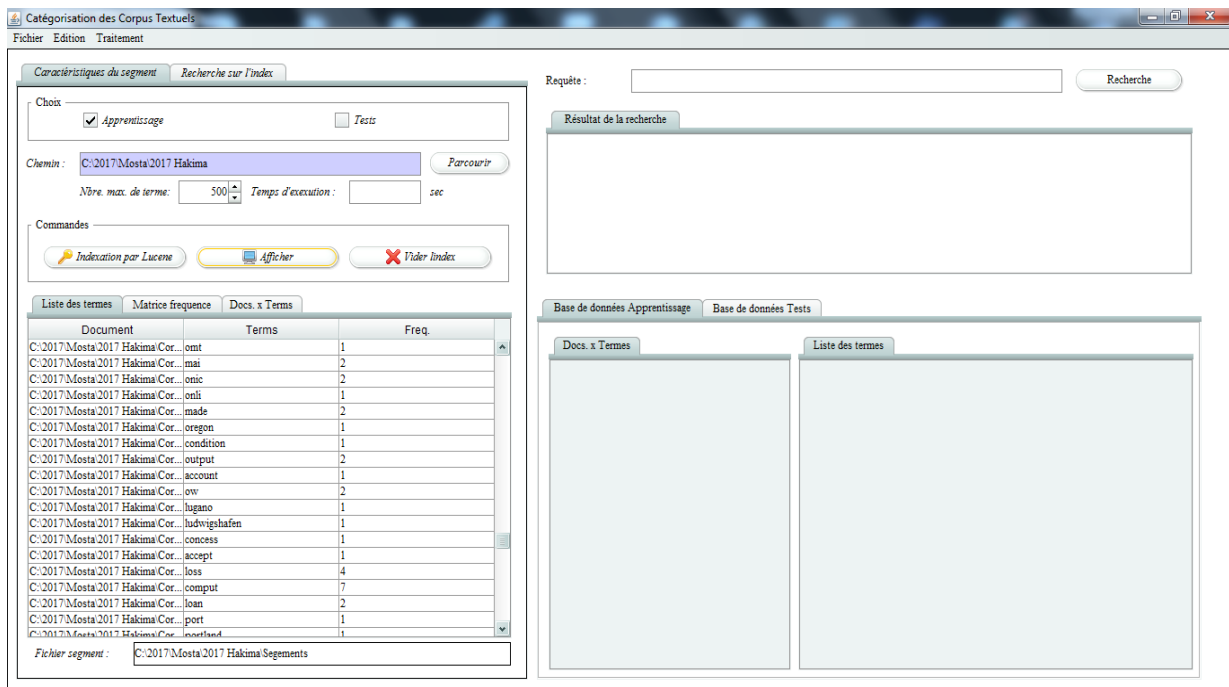 Catégorisation des Corpus Textuels
Fichier Edition Traitement
Caractéristiques du segment Recherche sur l'index
Choix
Apprentissage Tests
Chemin : C:\2017\Mosta\2017 Hakima Parcourir
Nbre. max. de terme: 500 Temps d'exexution : sec
Commandes
Indexation par Lucene Afficher Vider lindex
Liste des termes Matrice frequence Docs. x Terms
Document Terms Freq.
C:\2017\Mosta\2017 Hakima\Cor... omt 1
C:\2017\Mosta\2017 Hakima\Cor... mai 2
C:\2017\Mosta\2017 Hakima\Cor... onic 2
C:\2017\Mosta\2017 Hakima\Cor... onli 1
C:\2017\Mosta\2017 Hakima\Cor... made 2
C:\2017\Mosta\2017 Hakima\Cor... oregon 1
C:\2017\Mosta\2017 Hakima\Cor... condition 1
C:\2017\Mosta\2017 Hakima\Cor... output 2
C:\2017\Mosta\2017 Hakima\Cor... account 1
C:\2017\Mosta\2017 Hakima\Cor... ow 2
C:\2017\Mosta\2017 Hakima\Cor... lugano 1
C:\2017\Mosta\2017 Hakima\Cor... ludwigshafen 1
C:\2017\Mosta\2017 Hakima\Cor... concess 1
C:\2017\Mosta\2017 Hakima\Cor... accept 1
C:\2017\Mosta\2017 Hakima\Cor... loss 4
C:\2017\Mosta\2017 Hakima\Cor... comput 7
C:\2017\Mosta\2017 Hakima\Cor... loan 2
C:\2017\Mosta\2017 Hakima\Cor... port 1
C:\2017\Mosta\2017 Hakima\Cor... portland 1
Fichier segment : C:\2017\Mosta\2017 Hakima\Segements
Requête : Recherche
Résultat de la recherche
Base de données Apprentissage Base de données Tests
Docs. x Termes Liste des termes